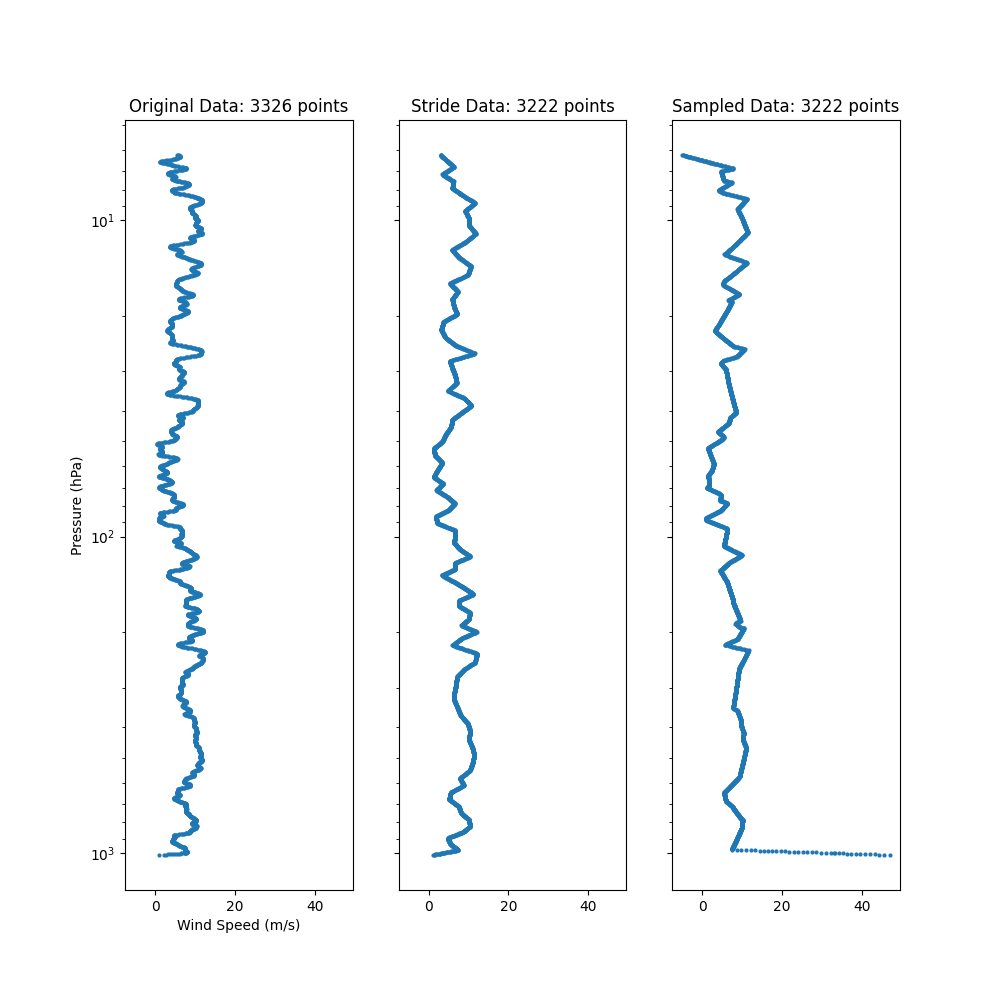 Original Data: 3326 points
Stride Data: 3222 points
Sampled Data: 3222 points
Pressure (hPa)
10¹
10²
10³
0 20 40
0 20 40
0 20 40
Wind Speed (m/s)